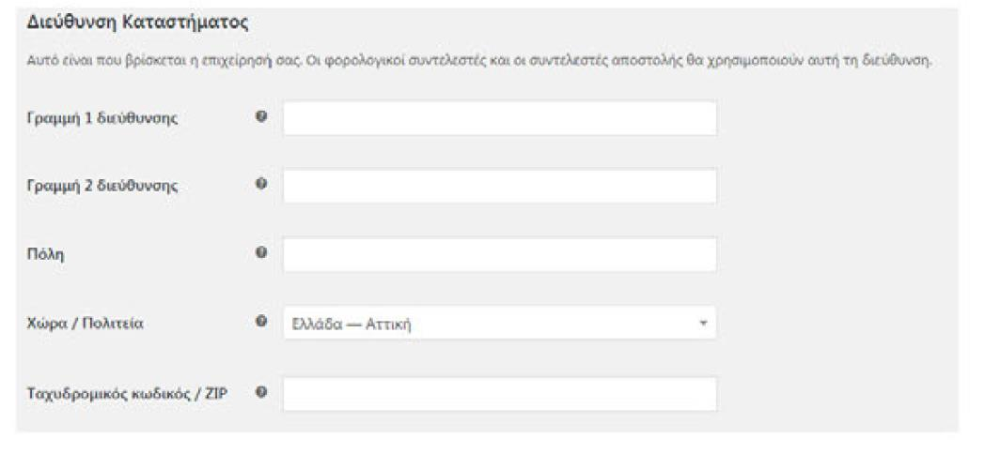 Διεύθυνση Καταστήματος
Αυτό είναι που βρίσκεται η επιχείρησή σας. Οι φορολογικοί συντελεστές και οι συντελεστές αποστολής θα χρησιμοποιούν αυτή τη διεύθυνση.
Γραμμή 1 διεύθυνσης
Γραμμή 2 διεύθυνσης
Πόλη
Χώρα / Πολιτεία Ελλάδα — Αττική
Ταχυδρομικός κωδικός / ZIP